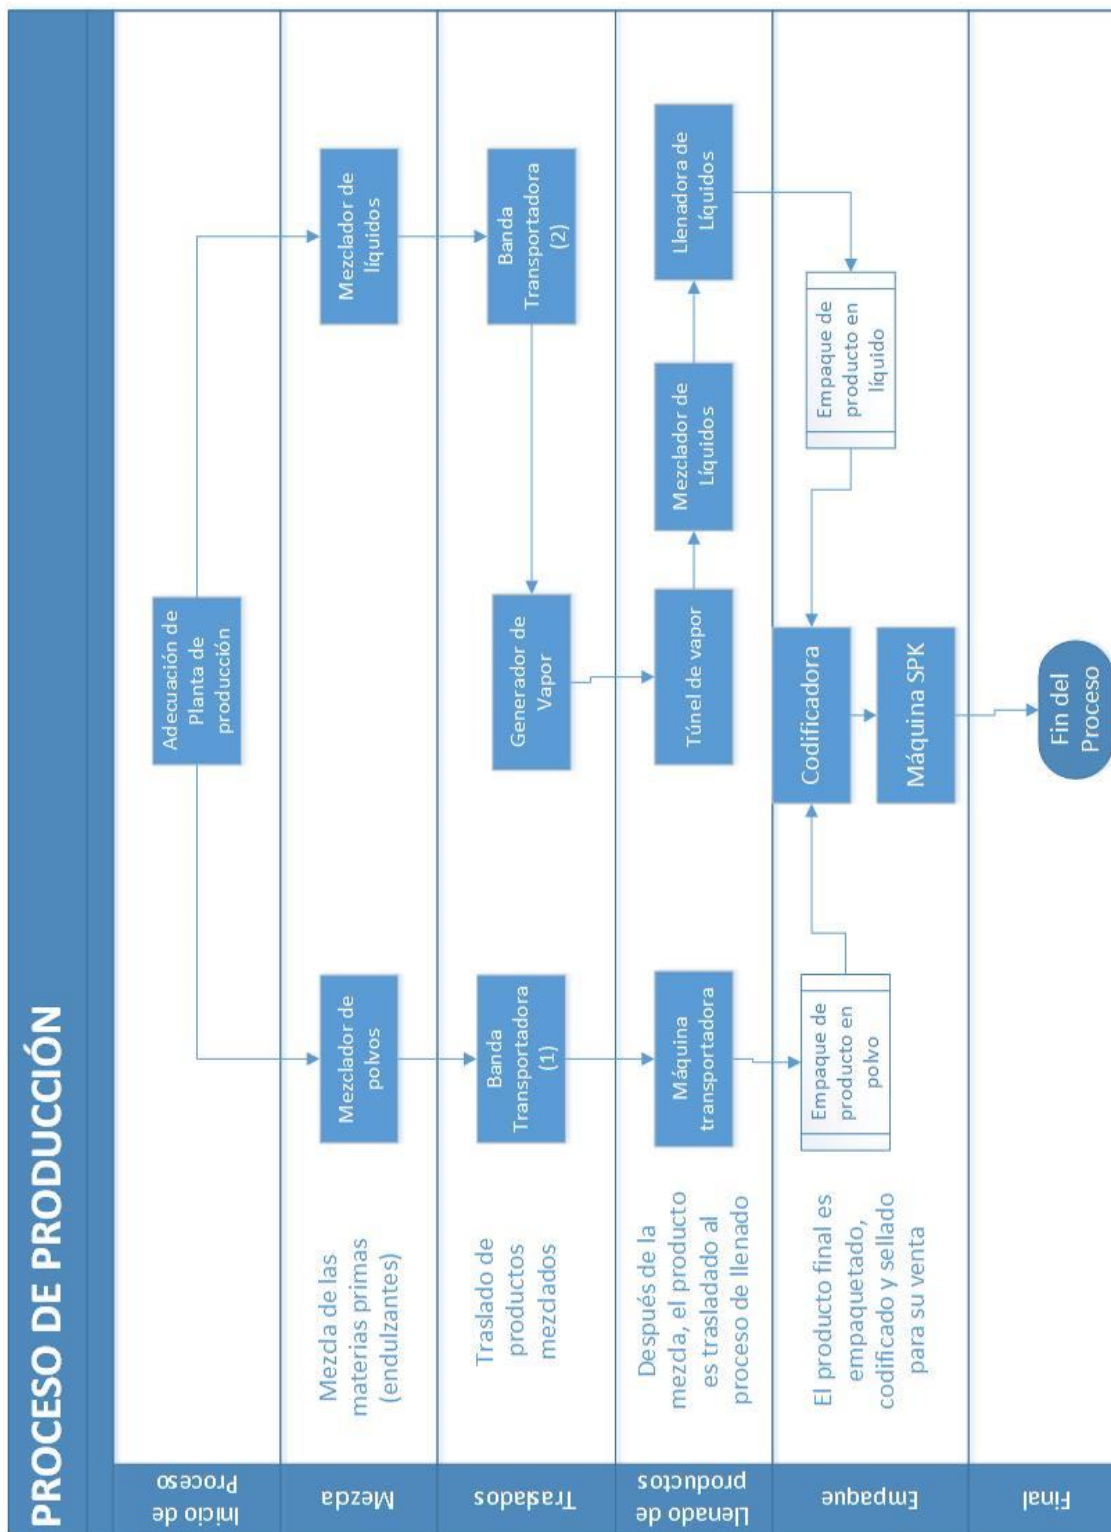 PROCESO DE PRODUCCIÓN
Inicio de
Proceso
Adecuación de
Planta de
producción
Mezcla
Mezcla de las
materias primas
(endulzantes)
Mezclador de
polvos
Mezclador de
líquidos
Traslados
Traslado de
productos
mezclados
Banda
Transportadora
(1)
Generador de
Vapor
Banda
Transportadora
(2)
Llenado de
productos
Después de la
mezcla, el producto
es trasladado al
proceso de llenado
Máquina
transportadora
Túnel de vapor
Mezclador de
Líquidos
Llenadora de
Líquidos
Empaque
El producto final es
empaquetado,
codificado y sellado
para su venta
Empaque de
producto en
polvo
Codificadora
Máquina SPK
Empaque de
producto en
líquido
Final
Fin del
Proceso